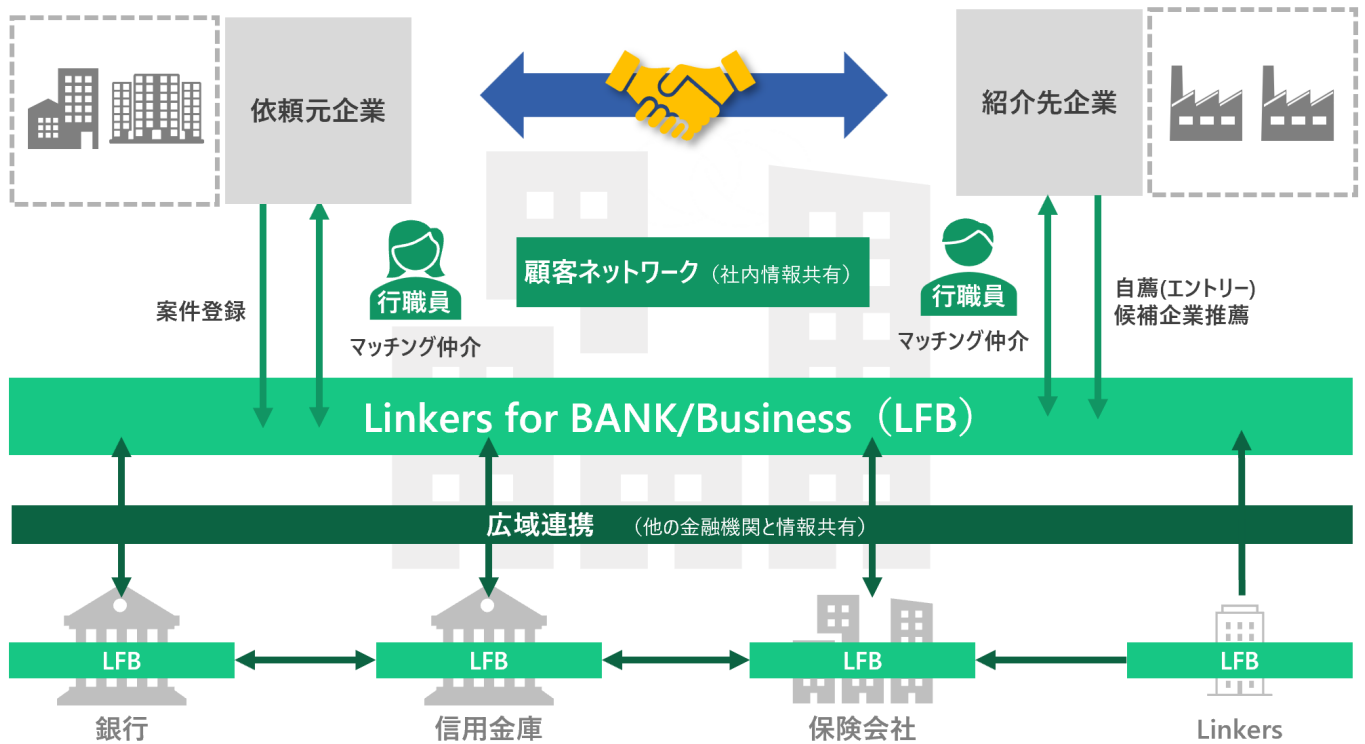 依頼元企業
紹介先企業
顧客ネットワーク（社内情報共有）
行職員
マッチング仲介
行職員
マッチング仲介
案件登録
自薦(エントリー)
候補企業推薦
Linkers for BANK/Business（LFB）
広域連携 （他の金融機関と情報共有）
LFB
LFB
LFB
LFB
銀行
信用金庫
保険会社
Linkers